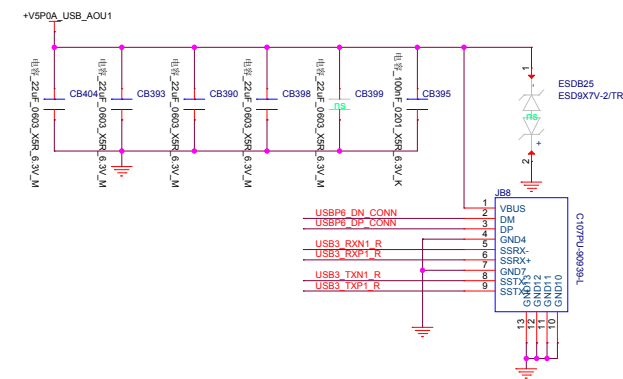 +V5P0A_USB_AOU1
电容_22uF_0603_X5R_6.3V_M
CB404
电容_22uF_0603_X5R_6.3V_M
CB393
电容_22uF_0603_X5R_6.3V_M
CB390
电容_22uF_0603_X5R_6.3V_M
CB398
电容_22uF_0603_X5R_6.3V_M
ns
CB399
电容_100nF_0201_X5R_6.3V_K
CB395
1
ESDB25
ESD9X7V-2/TR
ns
+
2
JB8
C107PU-90939-L
1 VBUS
USBP6_DN_CONN 2 DM
USBP6_DP_CONN 3 DP
4 GND4
USB3_RXN1_R 5 SSRX-
USB3_RXP1_R 6 SSRX+
7 GND7
USB3_TXN1_R 8 SSTX-
USB3_TXP1_R 9 SSTX+
GND13
GND12
GND11
GND10
13
12
11
10